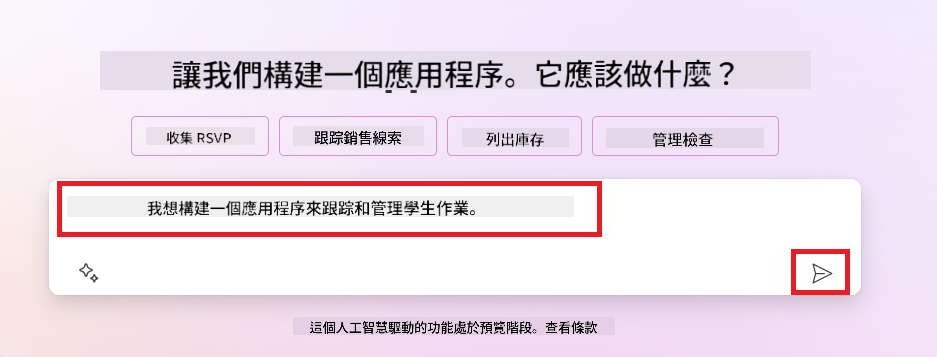 讓我們構建一個應用程序。它應該做什麼？
收集 RSVP
跟踪銷售線索
列出庫存
管理檢查
我想構建一個應用程序來跟踪和管理學生作業。
這個人工智慧驅動的功能處於預覽階段。查看條款